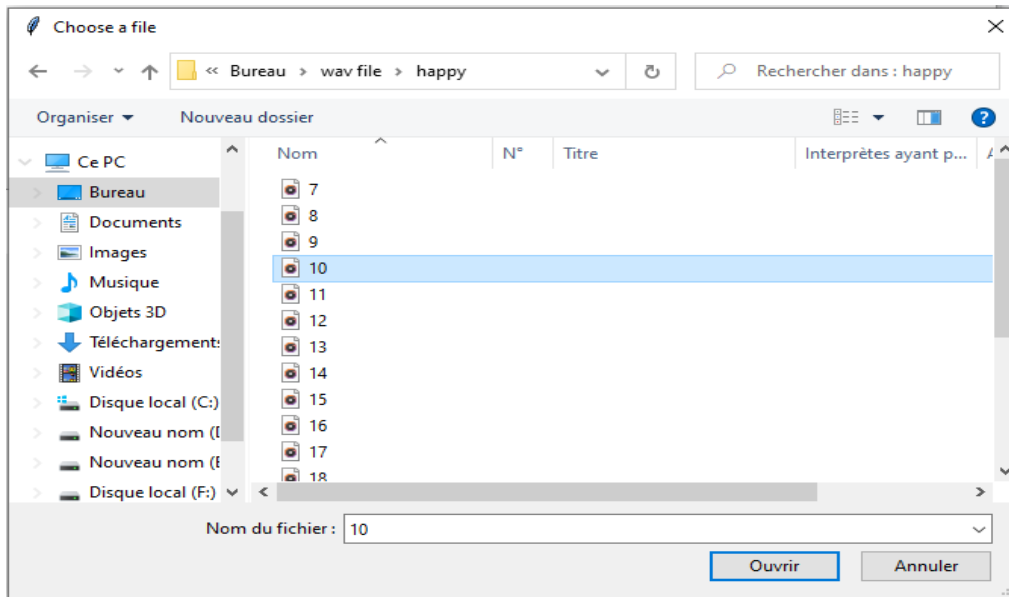 Choose a file
« Bureau > wav file > happy
Rechercher dans : happy
Organiser
Nouveau dossier
Ce PC
Bureau
Documents
Images
Musique
Objets 3D
Téléchargement
Vidéos
Disque local (C:)
Nouveau nom (
Nouveau nom (
Disque local (F:)
Nom N° Titre Interprètes ayant p...
7
8
9
10
11
12
13
14
15
16
17
18
Nom du fichier : 10
Ouvrir Annuler